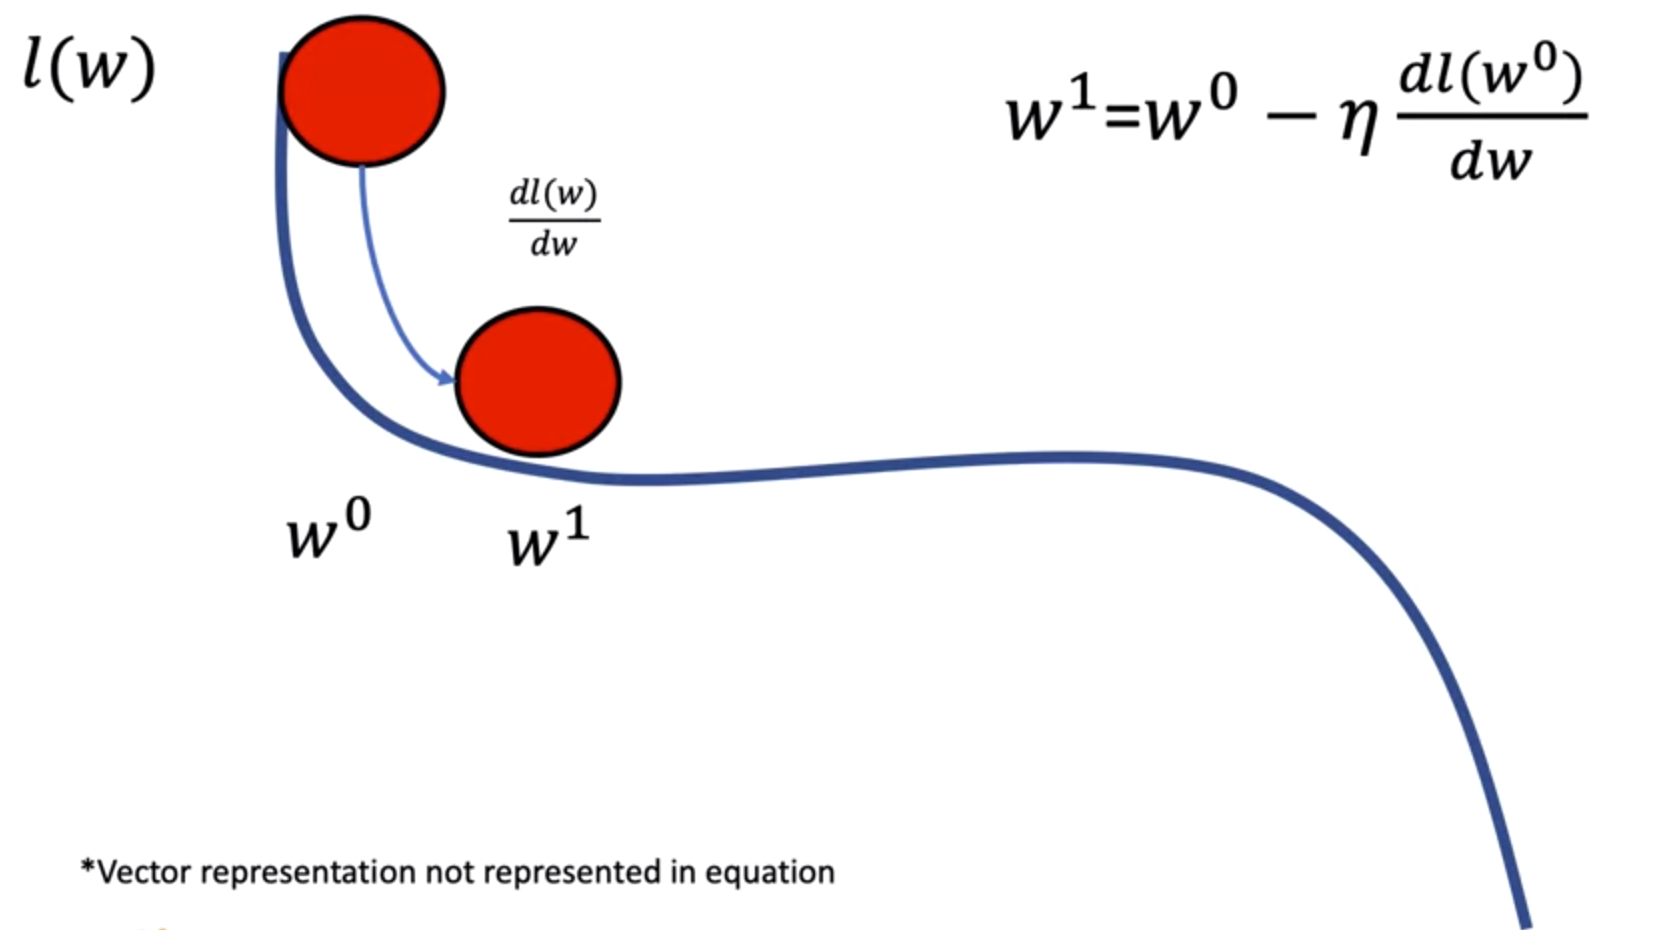 l(w)
w¹=w⁰ − η dl(w⁰)/dw
dl(w)/dw
w⁰
w¹
*Vector representation not represented in equation